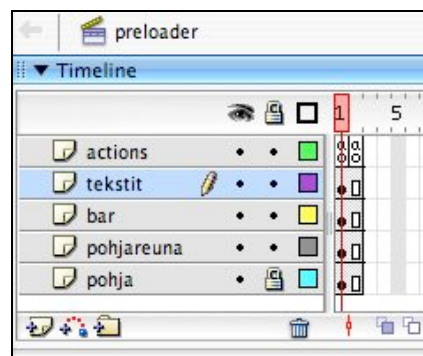 preloader
Timeline
1 5
actions
tekstit
bar
pohjareuna
pohja